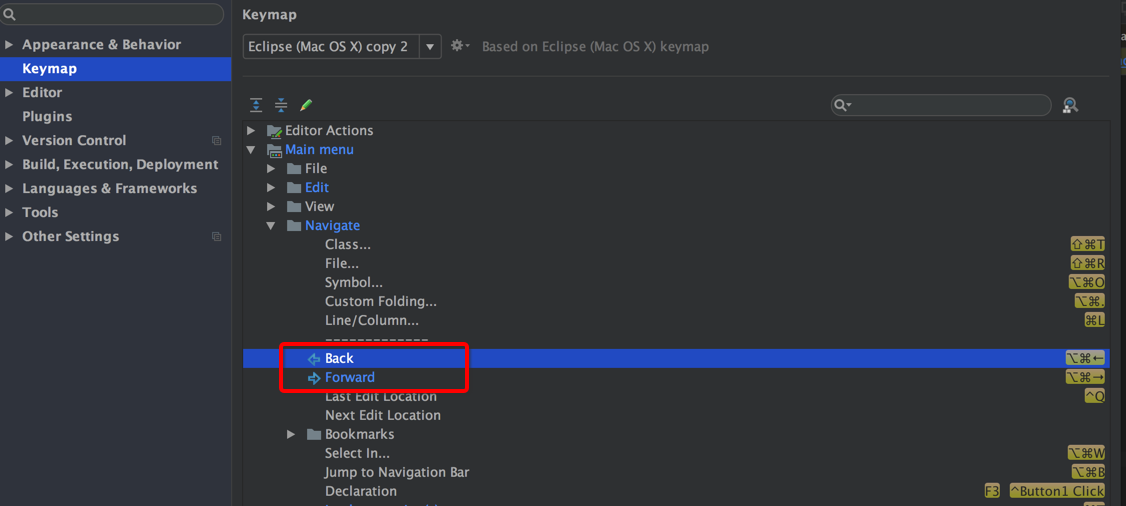 Keymap
Eclipse (Mac OS X) copy 2 Based on Eclipse (Mac OS X) keymap
Appearance & Behavior
Keymap
Editor
Plugins
Version Control
Build, Execution, Deployment
Languages & Frameworks
Tools
Other Settings
Editor Actions
Main menu
File
Edit
View
Navigate
Class... ⇧⌘T
File... ⇧⌘R
Symbol... ⌥⌘O
Custom Folding... ⌥⌘.
Line/Column... ⌘L
-------------
Back ⌥⌘←
Forward ⌥⌘→
Last Edit Location ^Q
Next Edit Location
Bookmarks
Select In... ⌥⌘W
Jump to Navigation Bar ⌥⌘B
Declaration F3 ^Button1 Click